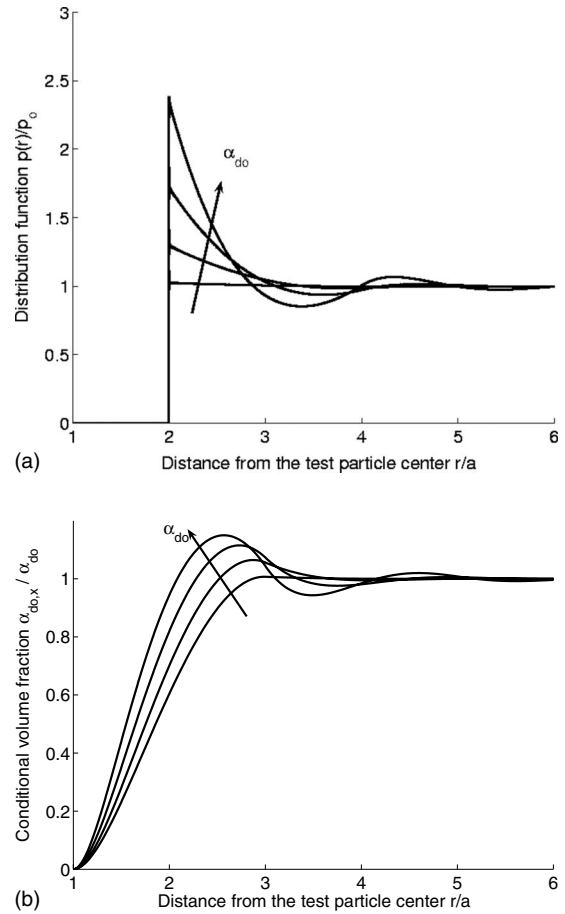 3
2.5
2
1.5
1
0.5
0
Distribution function p(r)/p₀
α_do
1 2 3 4 5 6
(a) Distance from the test particle center r/a
1
0.8
0.6
0.4
0.2
0
Conditional volume fraction α_do,x / α_do
α_do
1 2 3 4 5 6
(b) Distance from the test particle center r/a